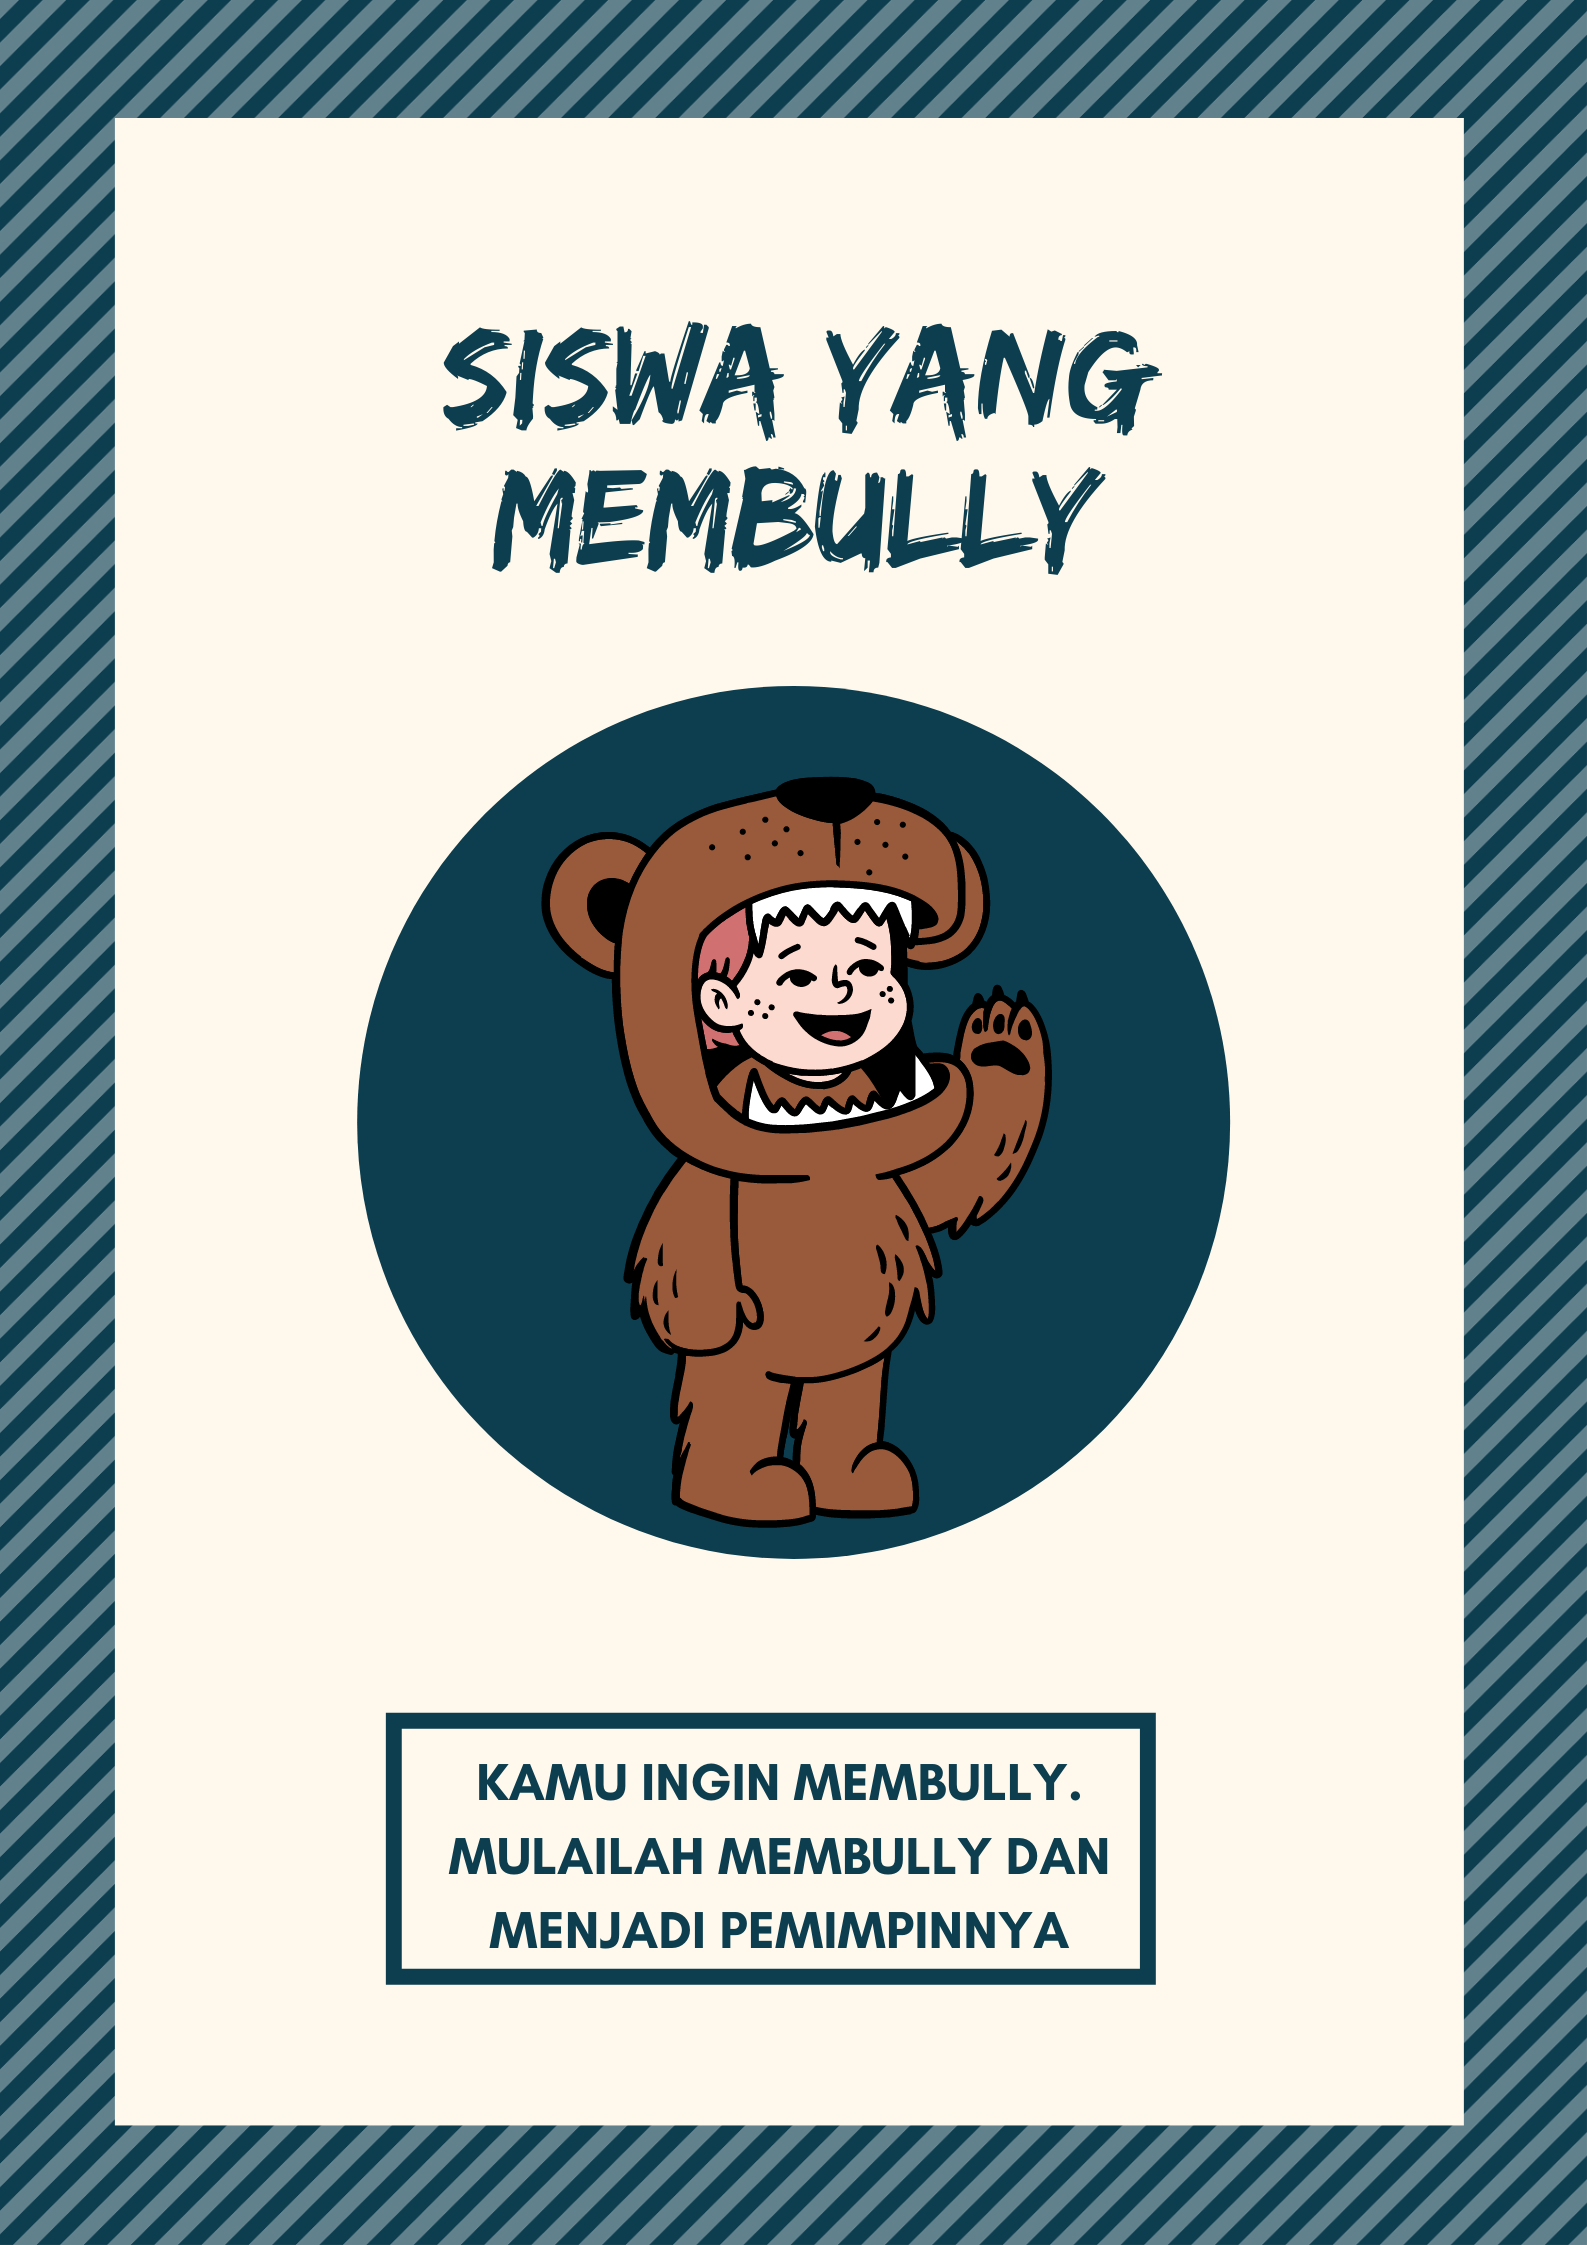 SISWA YANG
MEMBULLY
KAMU INGIN MEMBULLY.
MULAILAH MEMBULLY DAN
MENJADI PEMIMPINNYA